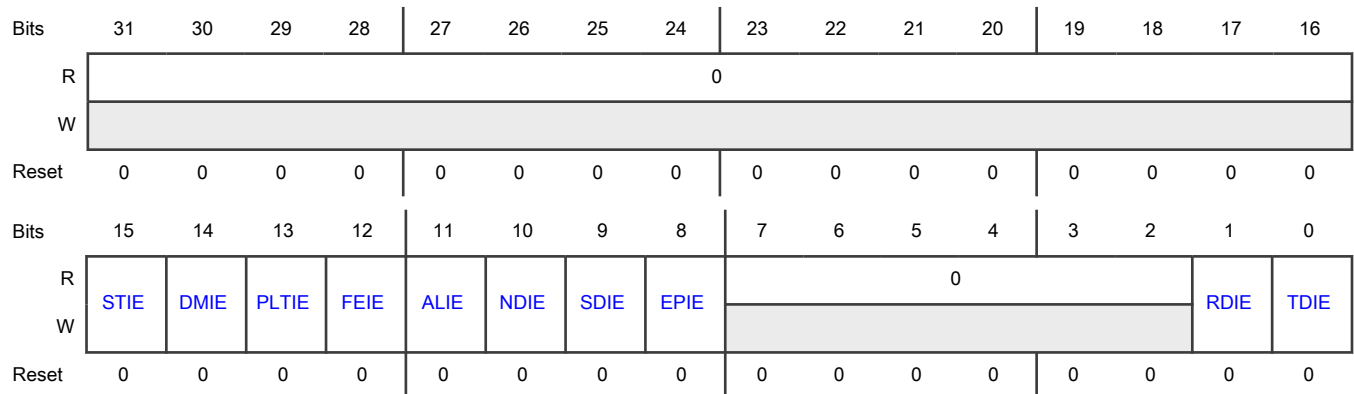 Bits 31 30 29 28 27 26 25 24 23 22 21 20 19 18 17 16
R 0
W
Reset 0 0 0 0 0 0 0 0 0 0 0 0 0 0 0 0
Bits 15 14 13 12 11 10 9 8 7 6 5 4 3 2 1 0
R 0
STIE DMIE PLTIE FEIE ALIE NDIE SDIE EPIE RDIE TDIE
W
Reset 0 0 0 0 0 0 0 0 0 0 0 0 0 0 0 0